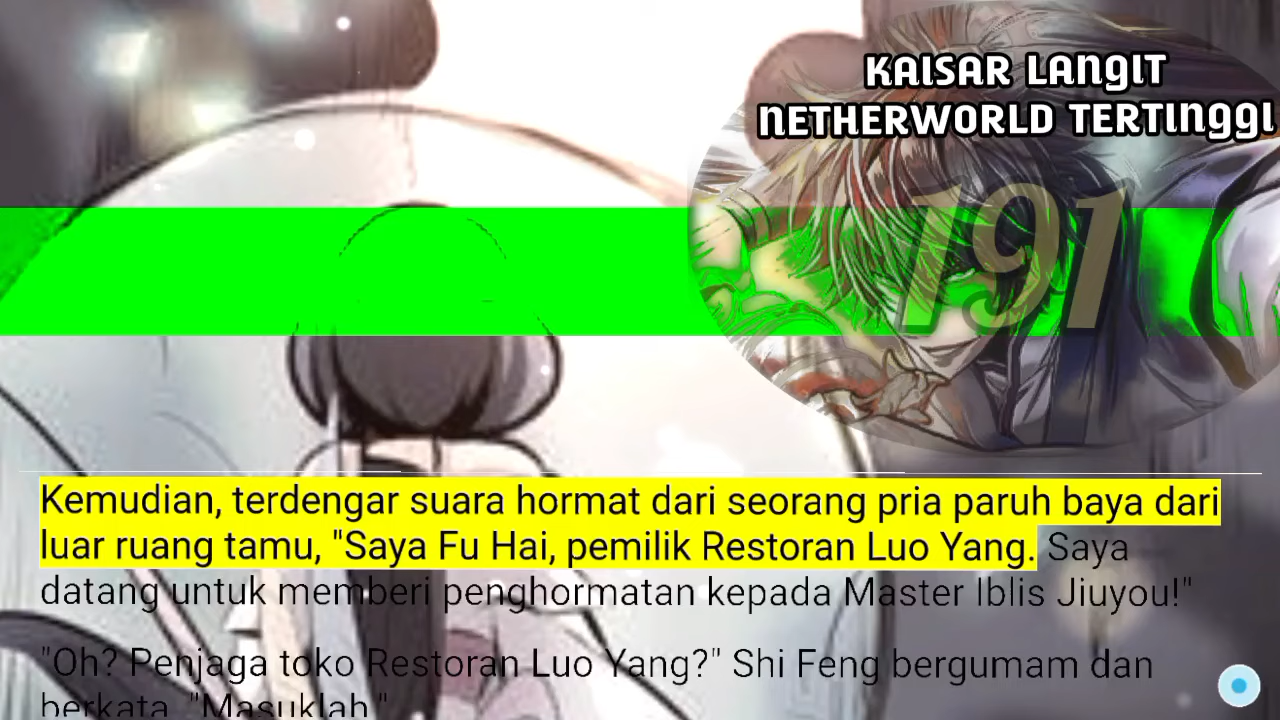 KAISAR LANGIT
NETHERWORLD TERTINGGI
191
Kemudian, terdengar suara hormat dari seorang pria paruh baya dari
luar ruang tamu, "Saya Fu Hai, pemilik Restoran Luo Yang. Saya
datang untuk memberi penghormatan kepada Master Iblis Jiuyou!"
"Oh? Penjaga toko Restoran Luo Yang?" Shi Feng bergumam dan
berkata, "Masuklah."